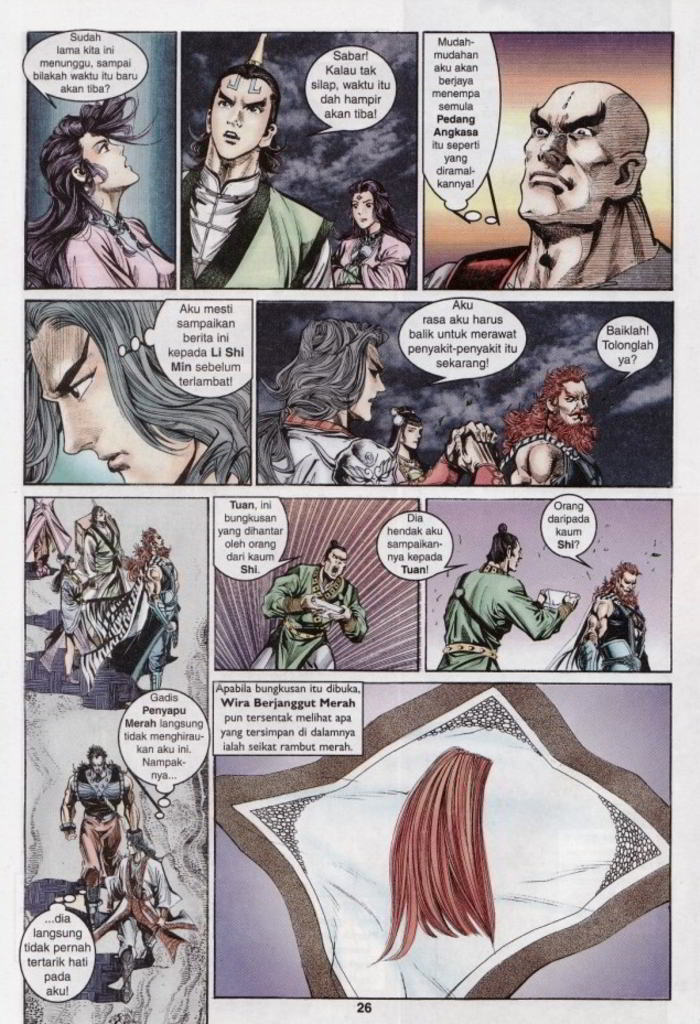 Sudah
lama kita ini
menunggu, sampai
bilakah waktu itu baru
akan tiba?
Sabar!
Kalau tak
silap, waktu itu
dah hampir
akan tiba!
Mudah-
mudahan
aku akan
berjaya
menempa
semula
Pedang
Angkasa
itu seperti
yang
diramal-
kannya!
Aku mesti
sampaikan
berita ini
kepada Li Shi
Min sebelum
terlambat!
Aku
rasa aku harus
balik untuk merawat
penyakit-penyakit itu
sekarang!
Baiklah!
Tolonglah
ya?
Gadis
Penyapu
Merah langsung
tidak menghirau-
kan aku ini.
Nampak-
nya...
...dia
langsung
tidak pernah
tertarik hati
pada
aku!
Tuan, ini
bungkusan
yang dihantar
oleh orang
dari kaum
Shi.
Dia
hendak aku
sampaikan-
nya kepada
Tuan!
Orang
daripada
kaum
Shi?
Apabila bungkusan itu dibuka,
Wira Berjanggut Merah
pun tersentak melihat apa
yang tersimpan di dalamnya
ialah seikat rambut merah.
26